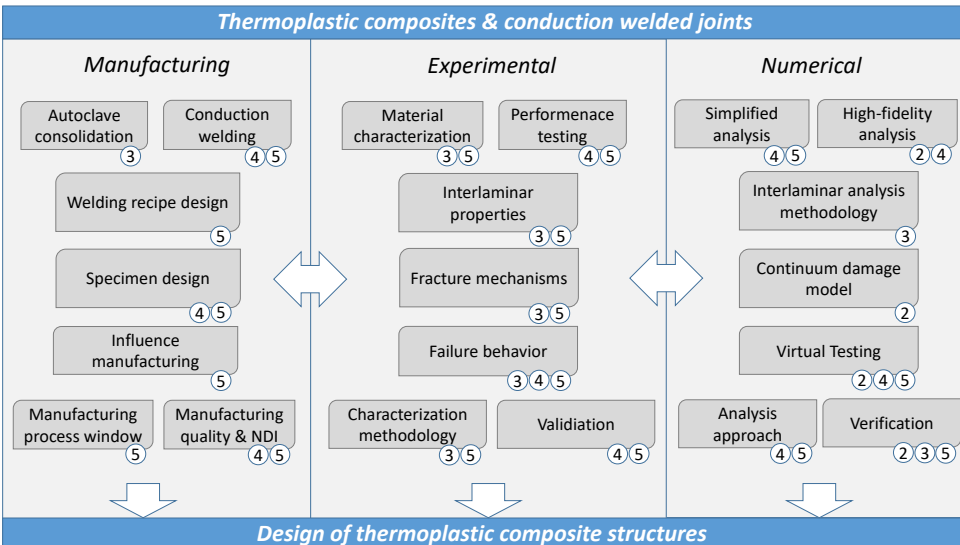 Thermoplastic composites & conduction welded joints
Manufacturing
Autoclave
consolidation
3
Conduction
welding
4 5
Welding recipe design
5
Specimen design
4 5
Influence
manufacturing
5
Manufacturing
process window
5
Manufacturing
quality & NDI
4 5
Experimental
Material
characterization
3 5
Performenace
testing
4 5
Interlaminar
properties
3 5
Fracture mechanisms
3 5
Failure behavior
3 4 5
Characterization
methodology
3 5
Validiation
4 5
Numerical
Simplified
analysis
4 5
High-fidelity
analysis
2 4
Interlaminar analysis
methodology
3
Continuum damage
model
2
Virtual Testing
2 4 5
Analysis
approach
4 5
Verification
2 3 5
Design of thermoplastic composite structures